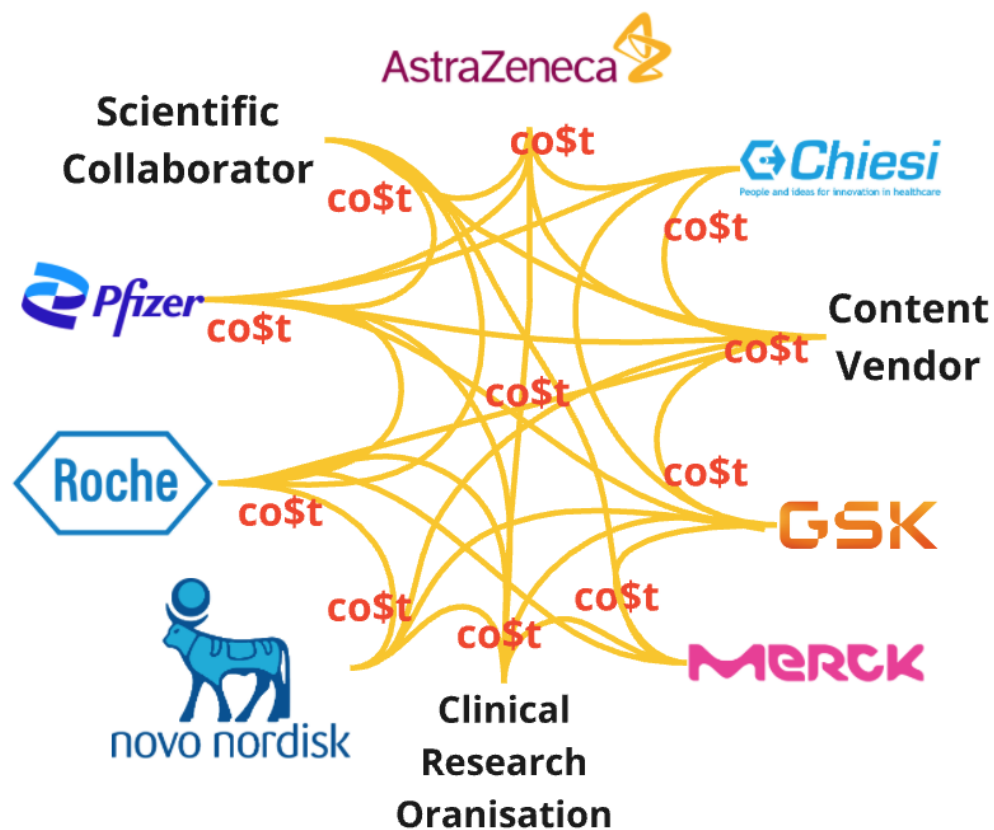 AstraZeneca
Scientific
Collaborator
co$t
Chiesi
People and ideas for innovation in healthcare
co$t
co$t
Pfizer
co$t
Content
Vendor
co$t
co$t
Roche
co$t
co$t
GSK
co$t
co$t
co$t
novo nordisk
MERCK
Clinical
Research
Oranisation